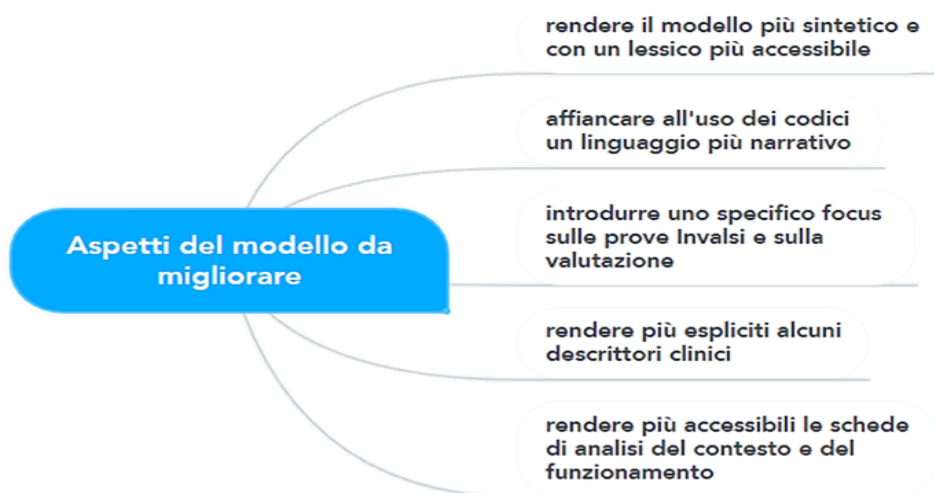 rendere il modello più sintetico e
con un lessico più accessibile
affiancare all'uso dei codici
un linguaggio più narrativo
introdurre uno specifico focus
sulle prove Invalsi e sulla
valutazione
Aspetti del modello da
migliorare
rendere più espliciti alcuni
descrittori clinici
rendere più accessibili le schede
di analisi del contesto e del
funzionamento